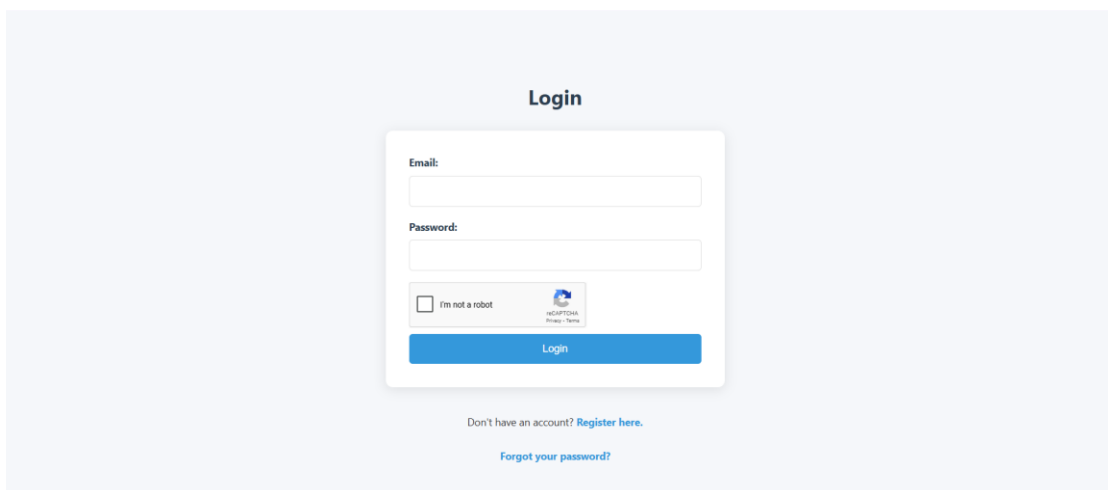 Login
Email:
Password:
I'm not a robot
reCAPTCHA
Privacy - Terms
Login
Don't have an account? Register here.
Forgot your password?